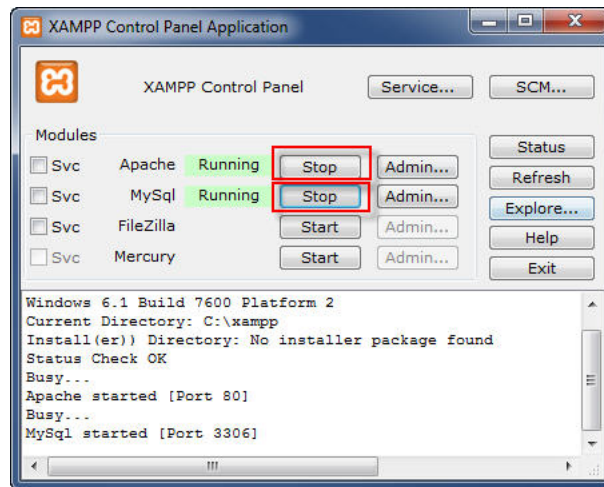 XAMPP Control Panel Application
XAMPP Control Panel Service... SCM...
Modules
Status
Svc Apache Running Stop Admin...
Refresh
Svc MySql Running Stop Admin...
Explore...
Svc FileZilla Start Admin...
Help
Svc Mercury Start Admin...
Exit
Windows 6.1 Build 7600 Platform 2
Current Directory: C:\xampp
Install(er)) Directory: No installer package found
Status Check OK
Busy...
Apache started [Port 80]
Busy...
MySql started [Port 3306]